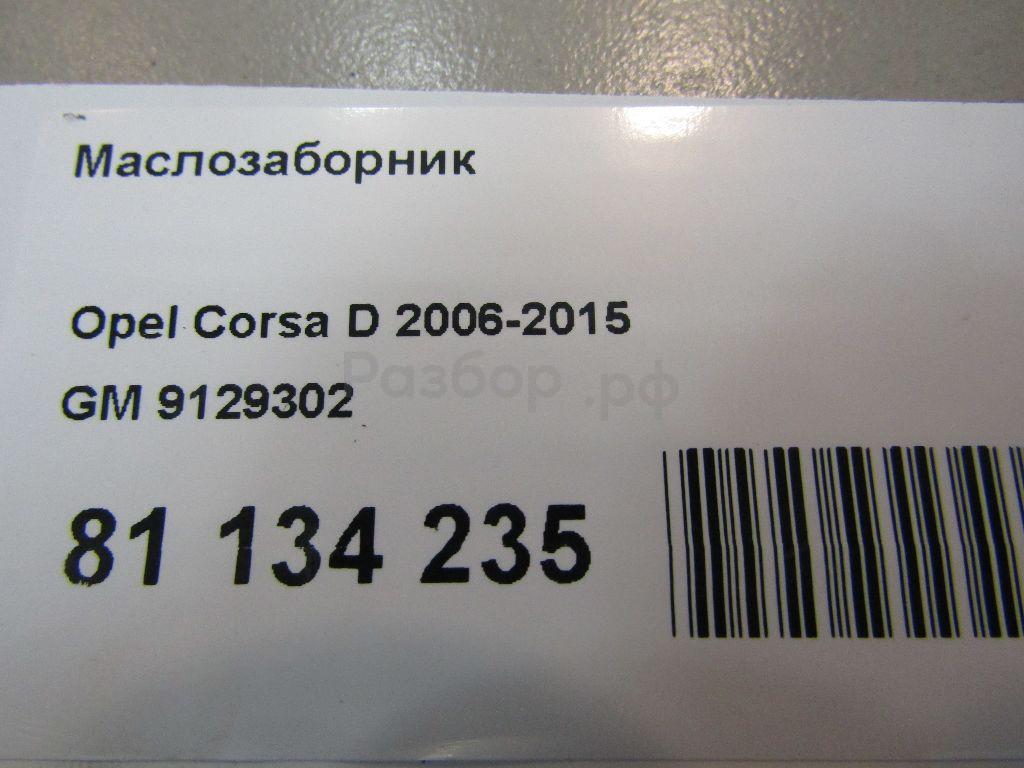 Маслозаборник
Opel Corsa D 2006-2015
Разбор.рф
GM 9129302
81 134 235